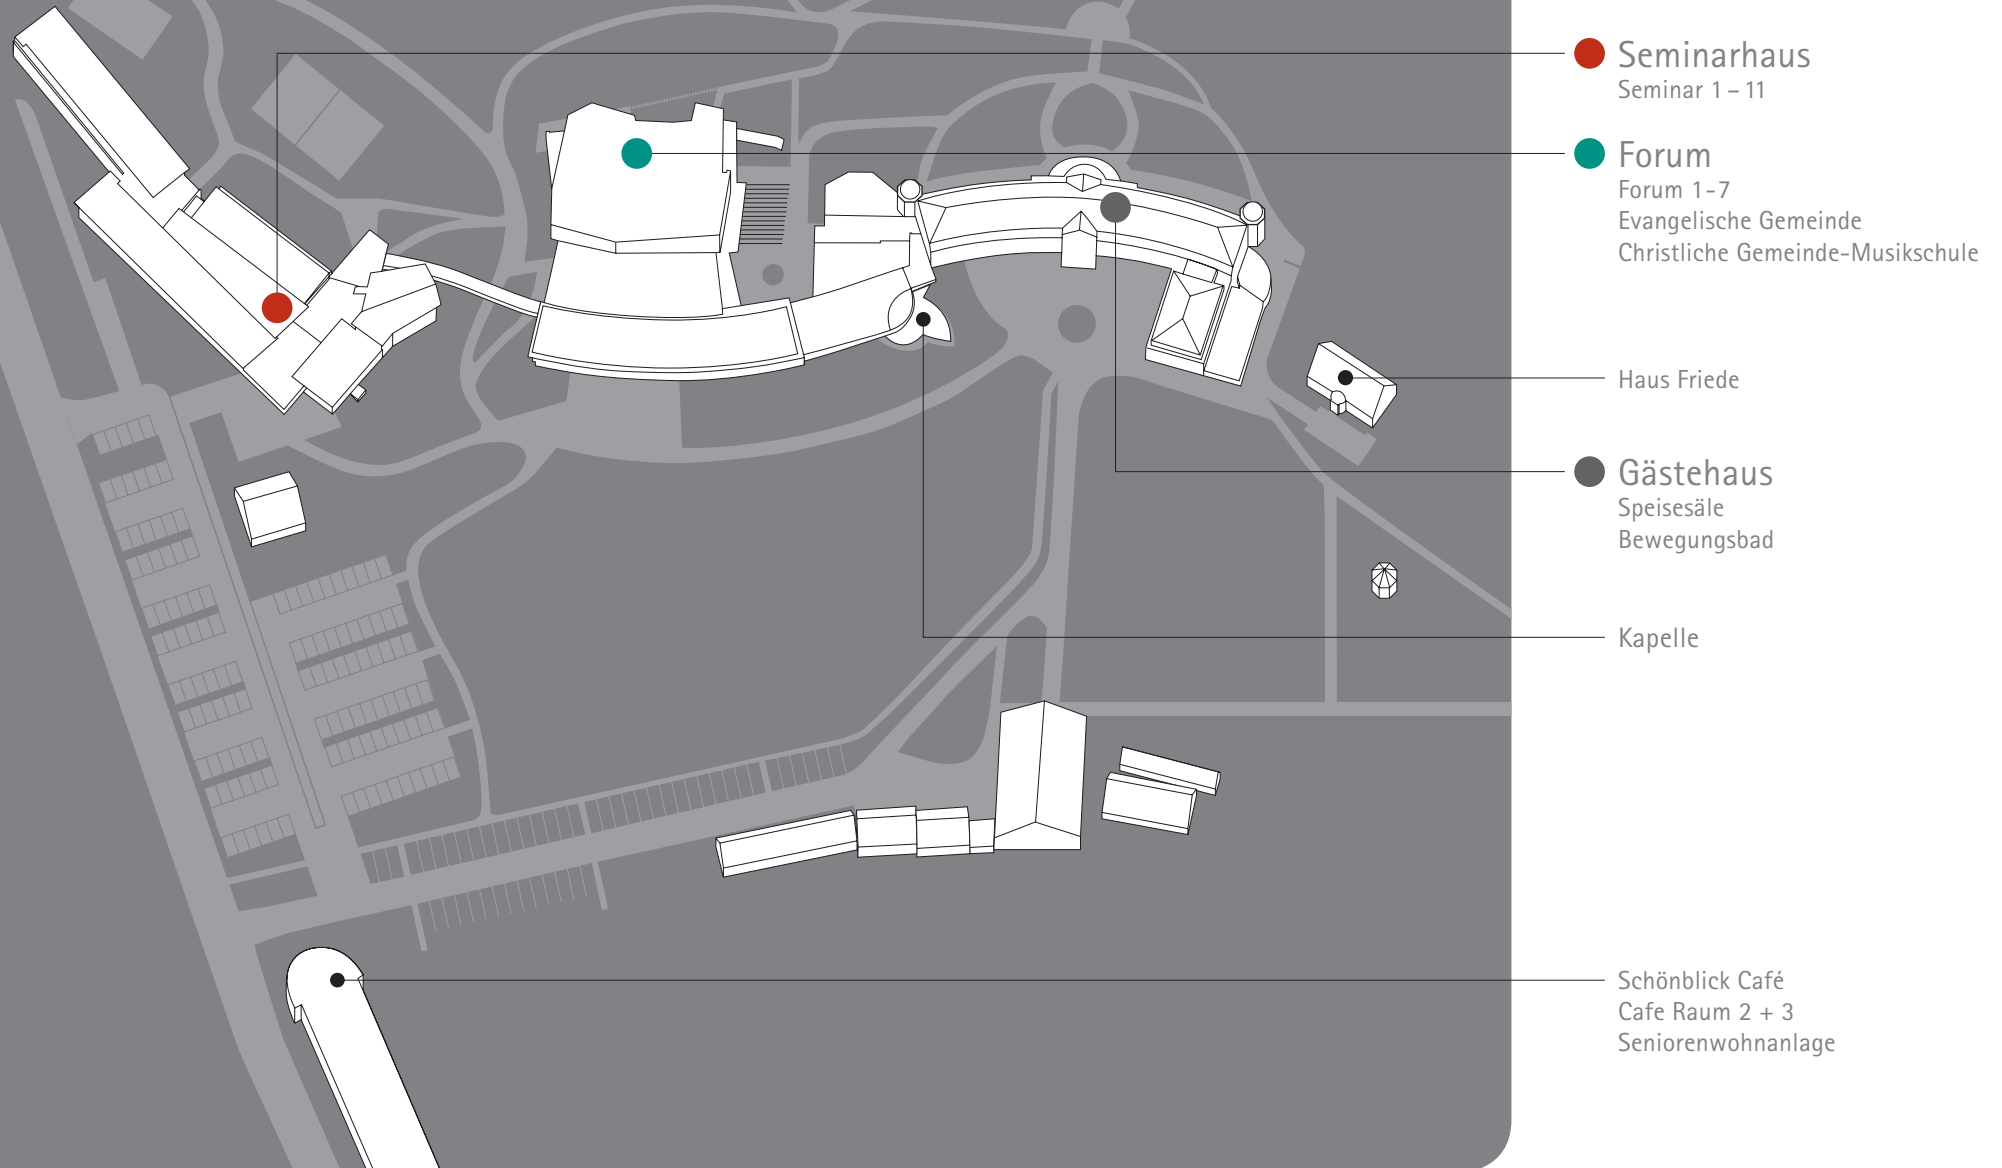 Seminarhaus
Seminar 1 – 11
Forum
Forum 1-7
Evangelische Gemeinde
Christliche Gemeinde-Musikschule
Haus Friede
Gästehaus
Speisesäle
Bewegungsbad
Kapelle
Schönblick Café
Cafe Raum 2 + 3
Seniorenwohnanlage